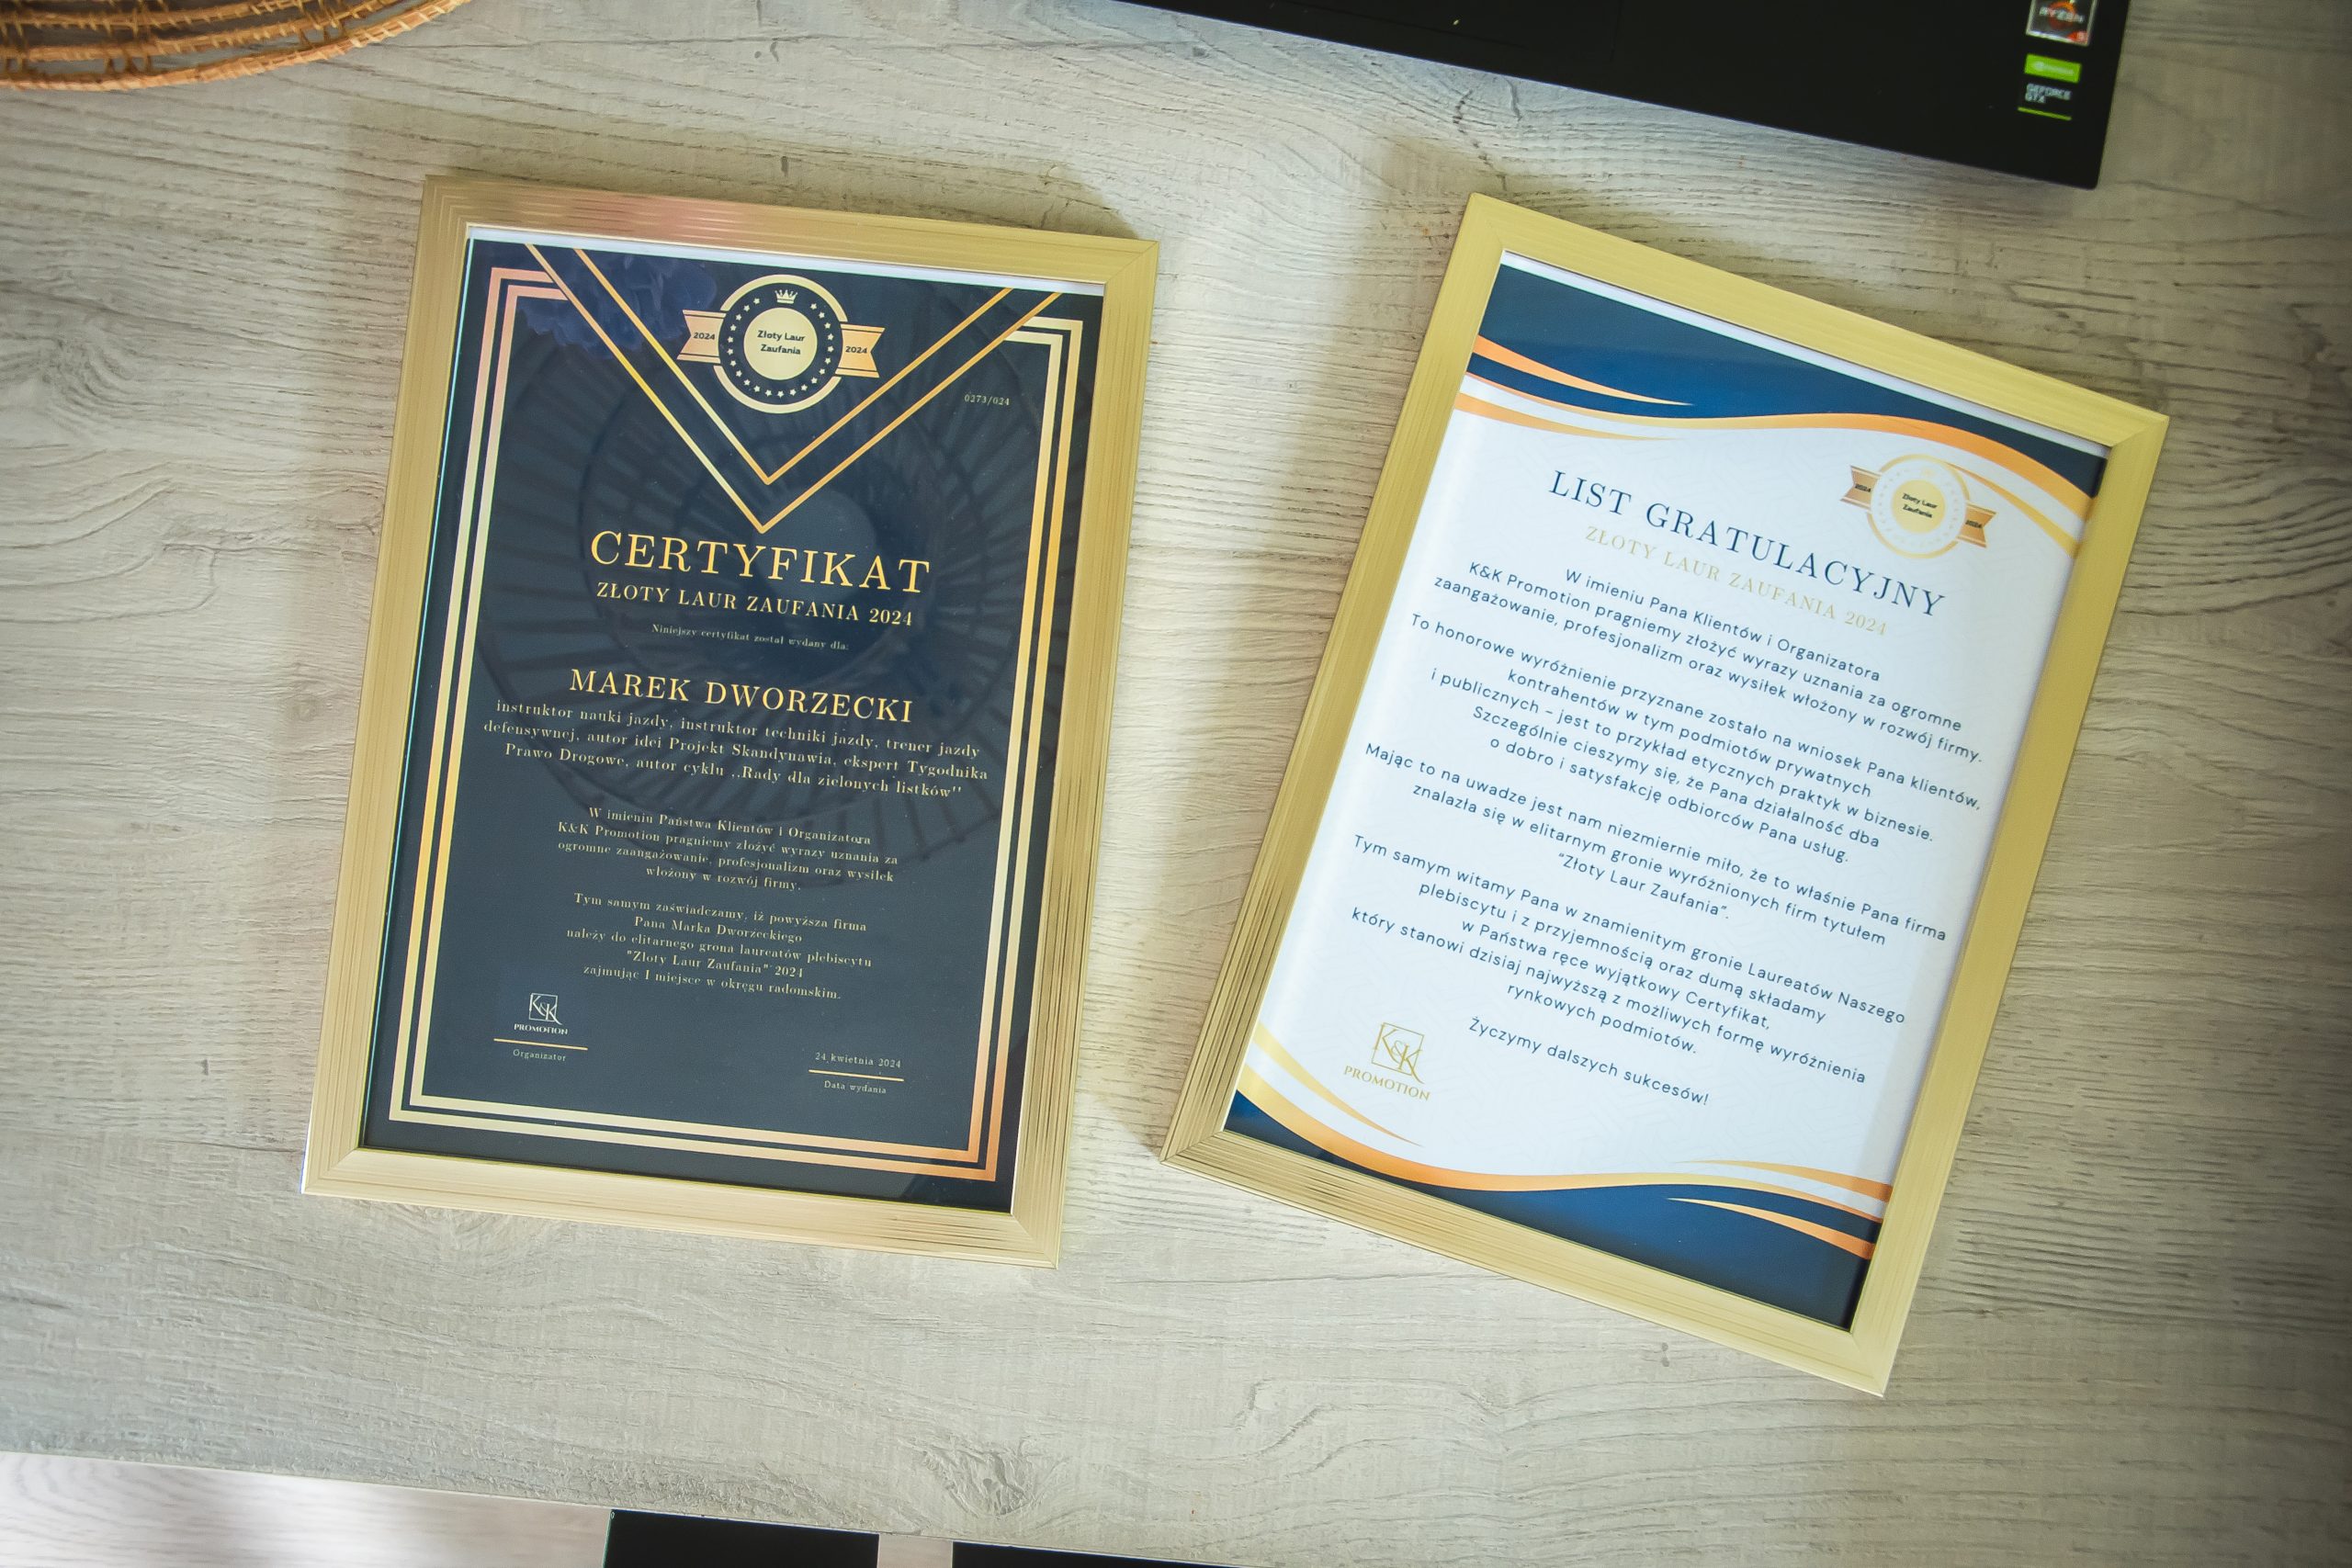 RYZEN
5
NVIDIA
GEFORCE
GTX
2024
Złoty Laur
Zaufania
2024
0273/024
CERTYFIKAT
ZŁOTY LAUR ZAUFANIA 2024
Niniejszy certyfikat został wydany dla:
MAREK DWORZECKI
instruktor nauki jazdy, instruktor techniki jazdy, trener jazdy
defensywnej, autor idei Projekt Skandynawia, ekspert Tygodnika
Prawo Drogowe, autor cyklu ,,Rady dla zielonych listków''
W imieniu Państwa Klientów i Organizatora
K&K Promotion pragniemy złożyć wyrazy uznania za
ogromne zaangażowanie, profesjonalizm oraz wysiłek
włożony w rozwój firmy.
Tym samym zaświadczamy, iż powyższa firma
Pana Marka Dworzeckiego
należy do elitarnego grona laureatów plebiscytu
"Złoty Laur Zaufania" 2024
zajmując I miejsce w okręgu radomskim.
K&K
PROMOTION
Organizator
24 kwietnia 2024
Data wydania
2024
Złoty Laur
Zaufania
2024
LIST GRATULACYJNY
ZŁOTY LAUR ZAUFANIA 2024
W imieniu Pana Klientów i Organizatora
K&K Promotion pragniemy złożyć wyrazy uznania za ogromne
zaangażowanie, profesjonalizm oraz wysiłek włożony w rozwój firmy.
To honorowe wyróżnienie przyznane zostało na wniosek Pana klientów,
kontrahentów w tym podmiotów prywatnych
i publicznych – jest to przykład etycznych praktyk w biznesie.
Szczególnie cieszymy się, że Pana działalność dba
o dobro i satysfakcję odbiorców Pana usług.
Mając to na uwadze jest nam niezmiernie miło, że to właśnie Pana firma
znalazła się w elitarnym gronie wyróżnionych firm tytułem
“Złoty Laur Zaufania”.
Tym samym witamy Pana w znamienitym gronie Laureatów Naszego
plebiscytu i z przyjemnością oraz dumą składamy
w Państwa ręce wyjątkowy Certyfikat,
który stanowi dzisiaj najwyższą z możliwych formę wyróżnienia
rynkowych podmiotów.
Życzymy dalszych sukcesów!
K&K
PROMOTION